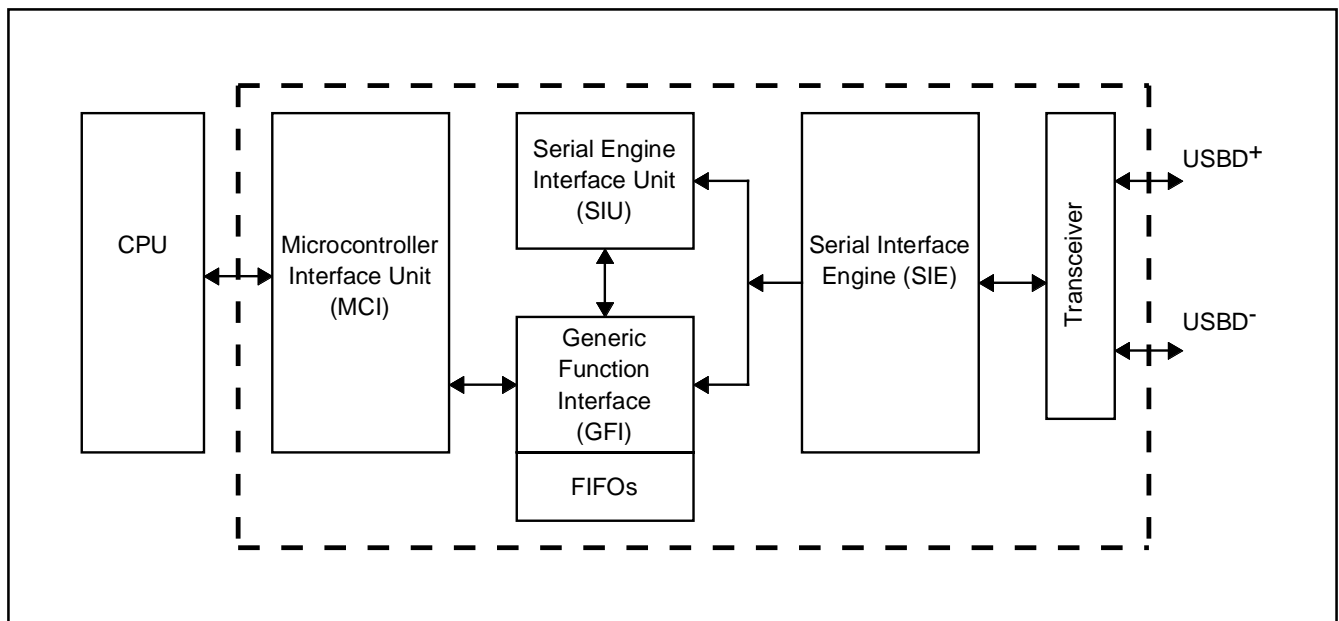 CPU
Microcontroller
Interface Unit
(MCI)
Serial Engine
Interface Unit
(SIU)
Generic
Function
Interface
(GFI)
FIFOs
Serial Interface
Engine (SIE)
Transceiver
USBD+
USBD-